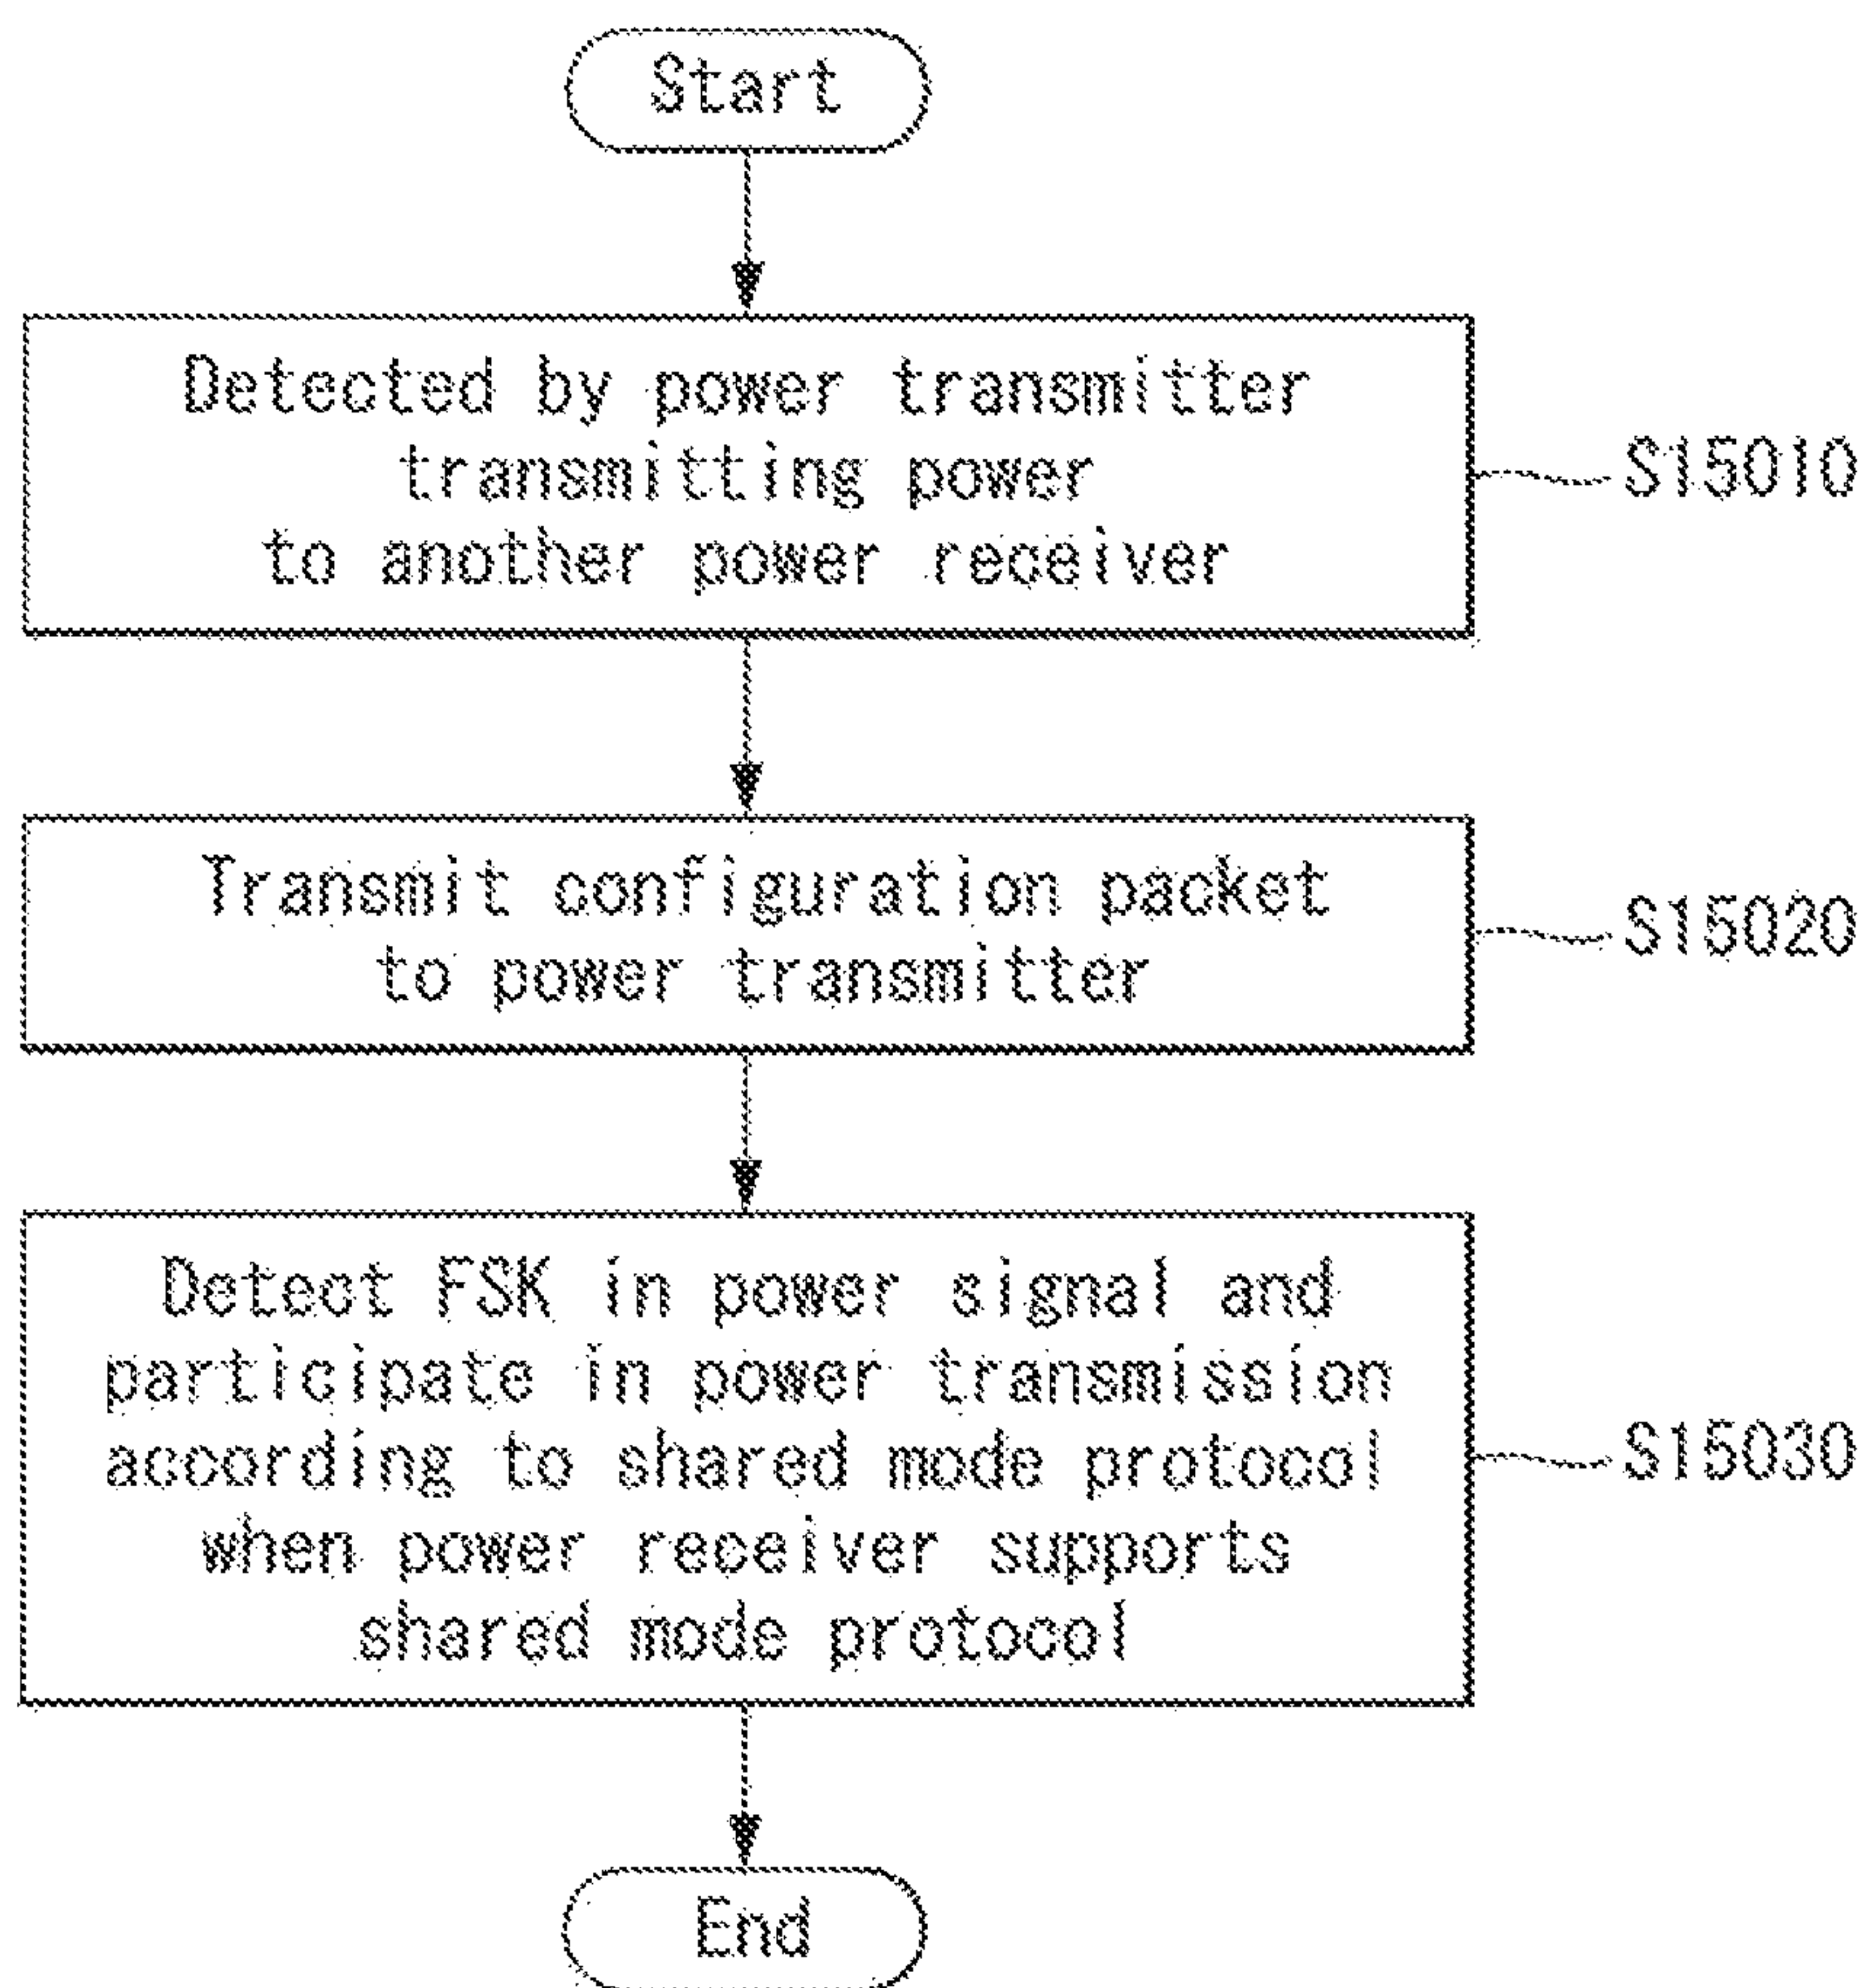 Start
Detected by power transmitter
transmitting power
to another power receiver
S15010
Transmit configuration packet
to power transmitter
S15020
Detect FSK in power signal and
participate in power transmission
according to shared mode protocol
when power receiver supports
shared mode protocol
S15030
End